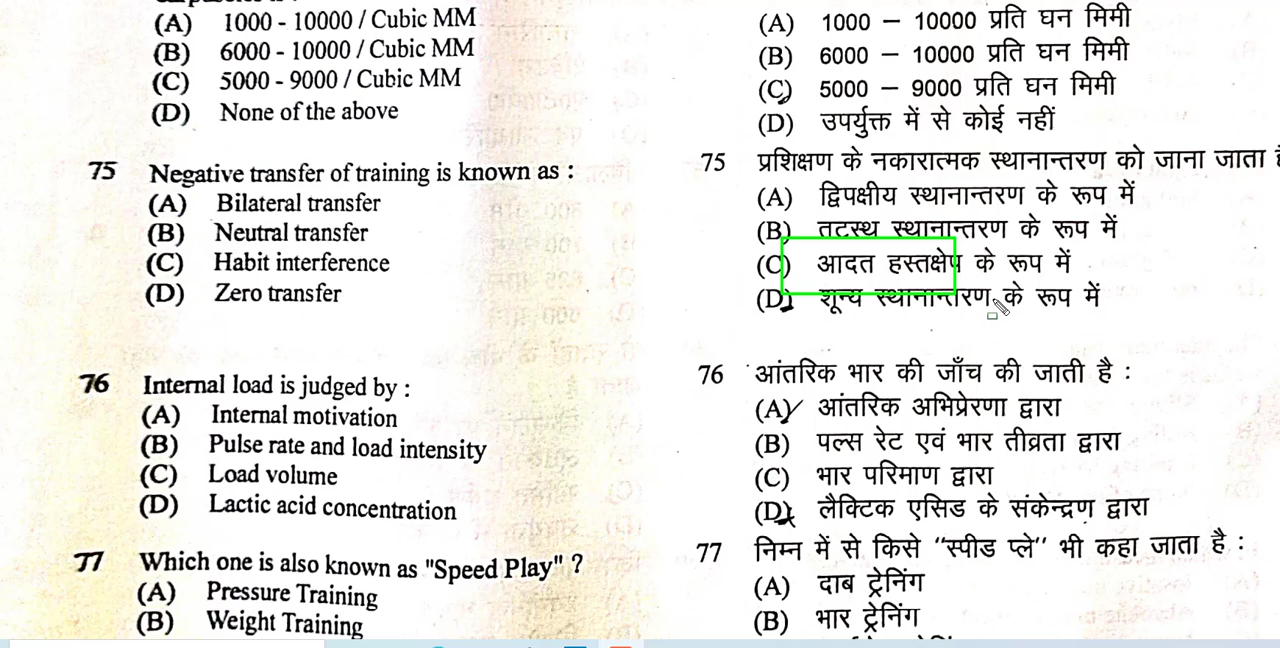 (A) 1000 - 10000 / Cubic MM
(B) 6000 - 10000 / Cubic MM
(C) 5000 - 9000 / Cubic MM
(D) None of the above
75 Negative transfer of training is known as :
(A) Bilateral transfer
(B) Neutral transfer
(C) Habit interference
(D) Zero transfer
76 Internal load is judged by :
(A) Internal motivation
(B) Pulse rate and load intensity
(C) Load volume
(D) Lactic acid concentration
77 Which one is also known as "Speed Play" ?
(A) Pressure Training
(B) Weight Training
(A) 1000 – 10000 प्रति घन मिमी
(B) 6000 – 10000 प्रति घन मिमी
(C) 5000 – 9000 प्रति घन मिमी
(D) उपर्युक्त में से कोई नहीं
75 प्रशिक्षण के नकारात्मक स्थानान्तरण को जाना जाता
(A) द्विपक्षीय स्थानान्तरण के रूप में
(B) तटस्थ स्थानान्तरण के रूप में
(C) आदत हस्तक्षेप के रूप में
(D) शून्य स्थानान्तरण के रूप में
76 आंतरिक भार की जाँच की जाती है :
(A) आंतरिक अभिप्रेरणा द्वारा
(B) पल्स रेट एवं भार तीव्रता द्वारा
(C) भार परिमाण द्वारा
(D) लैक्टिक एसिड के संकेन्द्रण द्वारा
77 निम्न में से किसे “स्पीड प्ले” भी कहा जाता है :
(A) दाब ट्रेनिंग
(B) भार ट्रेनिंग